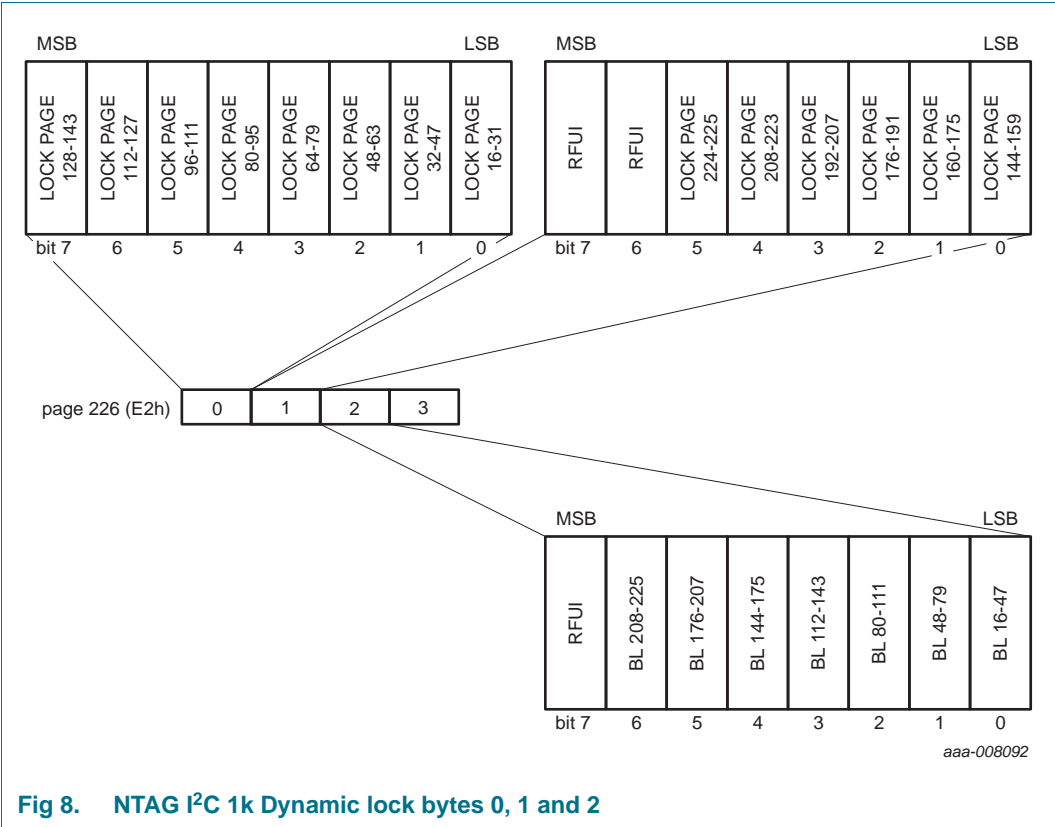 MSB LSB
LOCK PAGE 128-143
LOCK PAGE 112-127
LOCK PAGE 96-111
LOCK PAGE 80-95
LOCK PAGE 64-79
LOCK PAGE 48-63
LOCK PAGE 32-47
LOCK PAGE 16-31
bit 7 6 5 4 3 2 1 0
MSB LSB
RFUI
RFUI
LOCK PAGE 224-225
LOCK PAGE 208-223
LOCK PAGE 192-207
LOCK PAGE 176-191
LOCK PAGE 160-175
LOCK PAGE 144-159
bit 7 6 5 4 3 2 1 0
page 226 (E2h) 0 1 2 3
MSB LSB
RFUI
BL 208-225
BL 176-207
BL 144-175
BL 112-143
BL 80-111
BL 48-79
BL 16-47
bit 7 6 5 4 3 2 1 0
aaa-008092
Fig 8. NTAG I²C 1k Dynamic lock bytes 0, 1 and 2